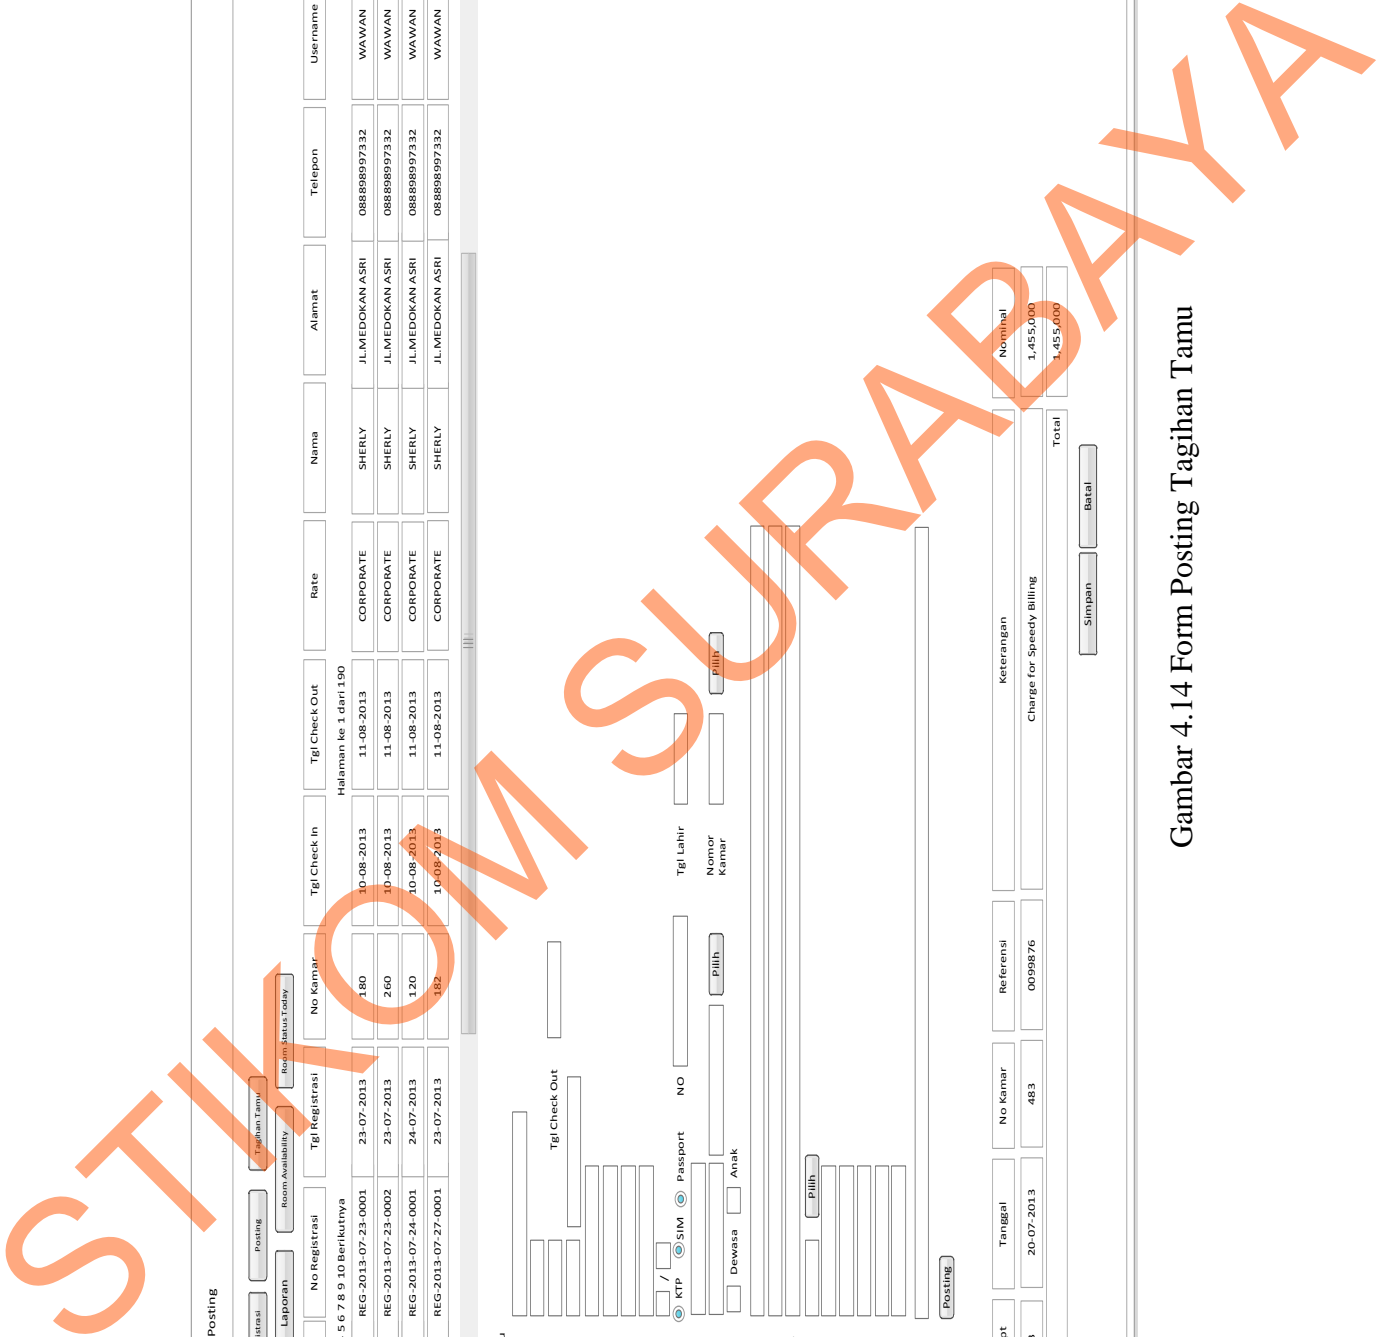 Posting
Posting
Tagihan Tamu
Laporan
Room Availability
Room Status Today
No Registrasi
Tgl Registrasi
No Kamar
Tgl Check In
Tgl Check Out
Rate
Nama
Alamat
Telepon
Username
5 6 7 8 9 10 Berikutnya
Halaman ke 1 dari 190
REG-2013-07-23-0001 23-07-2013 180 10-08-2013 11-08-2013 CORPORATE SHERLY JL.MEDOKAN ASRI 088898997332 WAWAN
REG-2013-07-23-0002 23-07-2013 260 10-08-2013 11-08-2013 CORPORATE SHERLY JL.MEDOKAN ASRI 088898997332 WAWAN
REG-2013-07-24-0001 24-07-2013 120 10-08-2013 11-08-2013 CORPORATE SHERLY JL.MEDOKAN ASRI 088898997332 WAWAN
REG-2013-07-27-0001 23-07-2013 182 10-08-2013 11-08-2013 CORPORATE SHERLY JL.MEDOKAN ASRI 088898997332 WAWAN
Tgl Check Out
/
KTP SIM Passport NO Tgl Lahir
Pilih Nomor Kamar Pilih
Dewasa Anak
Pilih
Posting
Tanggal No Kamar Referensi Keterangan Nominal
20-07-2013 483 0099876 Charge for Speedy Billing 1,455,000
Total 1,455,000
Simpan Batal
Gambar 4.14 Form Posting Tagihan Tamu
STIKOM SURABAYA